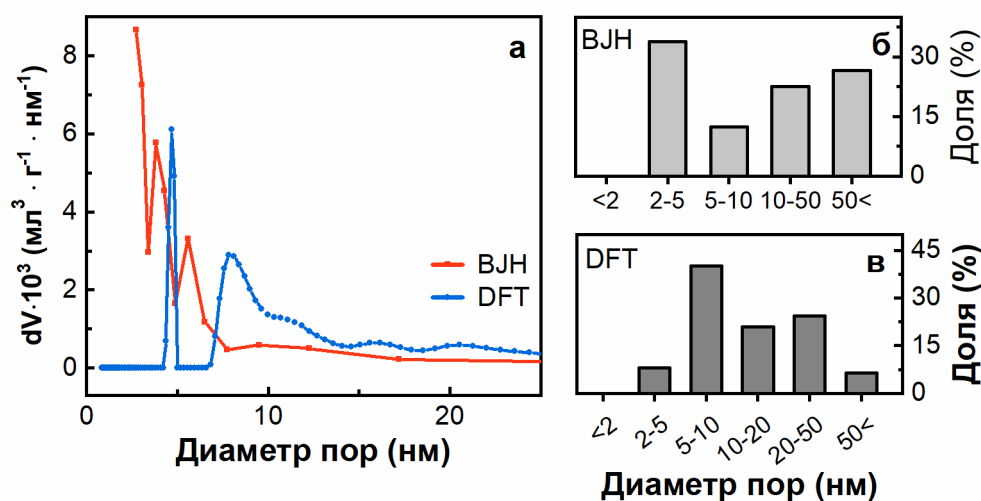 а
8
6
4
2
0
dV·10³ (мл³ · г⁻¹ · нм⁻¹)
BJH
DFT
0 10 20
Диаметр пор (нм)
BJH б
30
15
0
Доля (%)
<2 2-5 5-10 10-50 50<
DFT в
45
30
15
0
Доля (%)
<2 2-5 5-10 10-20 20-50 50<
Диаметр пор (нм)